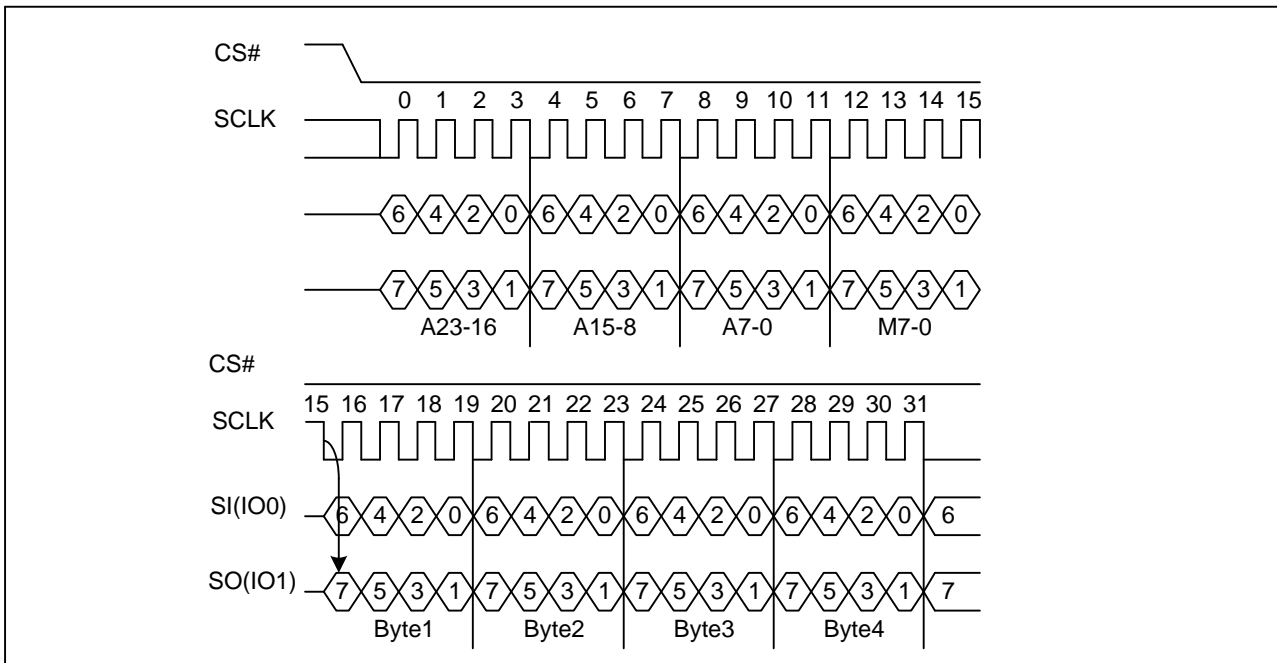 CS#
0 1 2 3 4 5 6 7 8 9 10 11 12 13 14 15
SCLK
6 4 2 0 6 4 2 0 6 4 2 0 6 4 2 0
7 5 3 1 7 5 3 1 7 5 3 1 7 5 3 1
A23-16 A15-8 A7-0 M7-0
CS#
15 16 17 18 19 20 21 22 23 24 25 26 27 28 29 30 31
SCLK
SI(IO0) 6 4 2 0 6 4 2 0 6 4 2 0 6 4 2 0 6
SO(IO1) 7 5 3 1 7 5 3 1 7 5 3 1 7 5 3 1 7
Byte1 Byte2 Byte3 Byte4